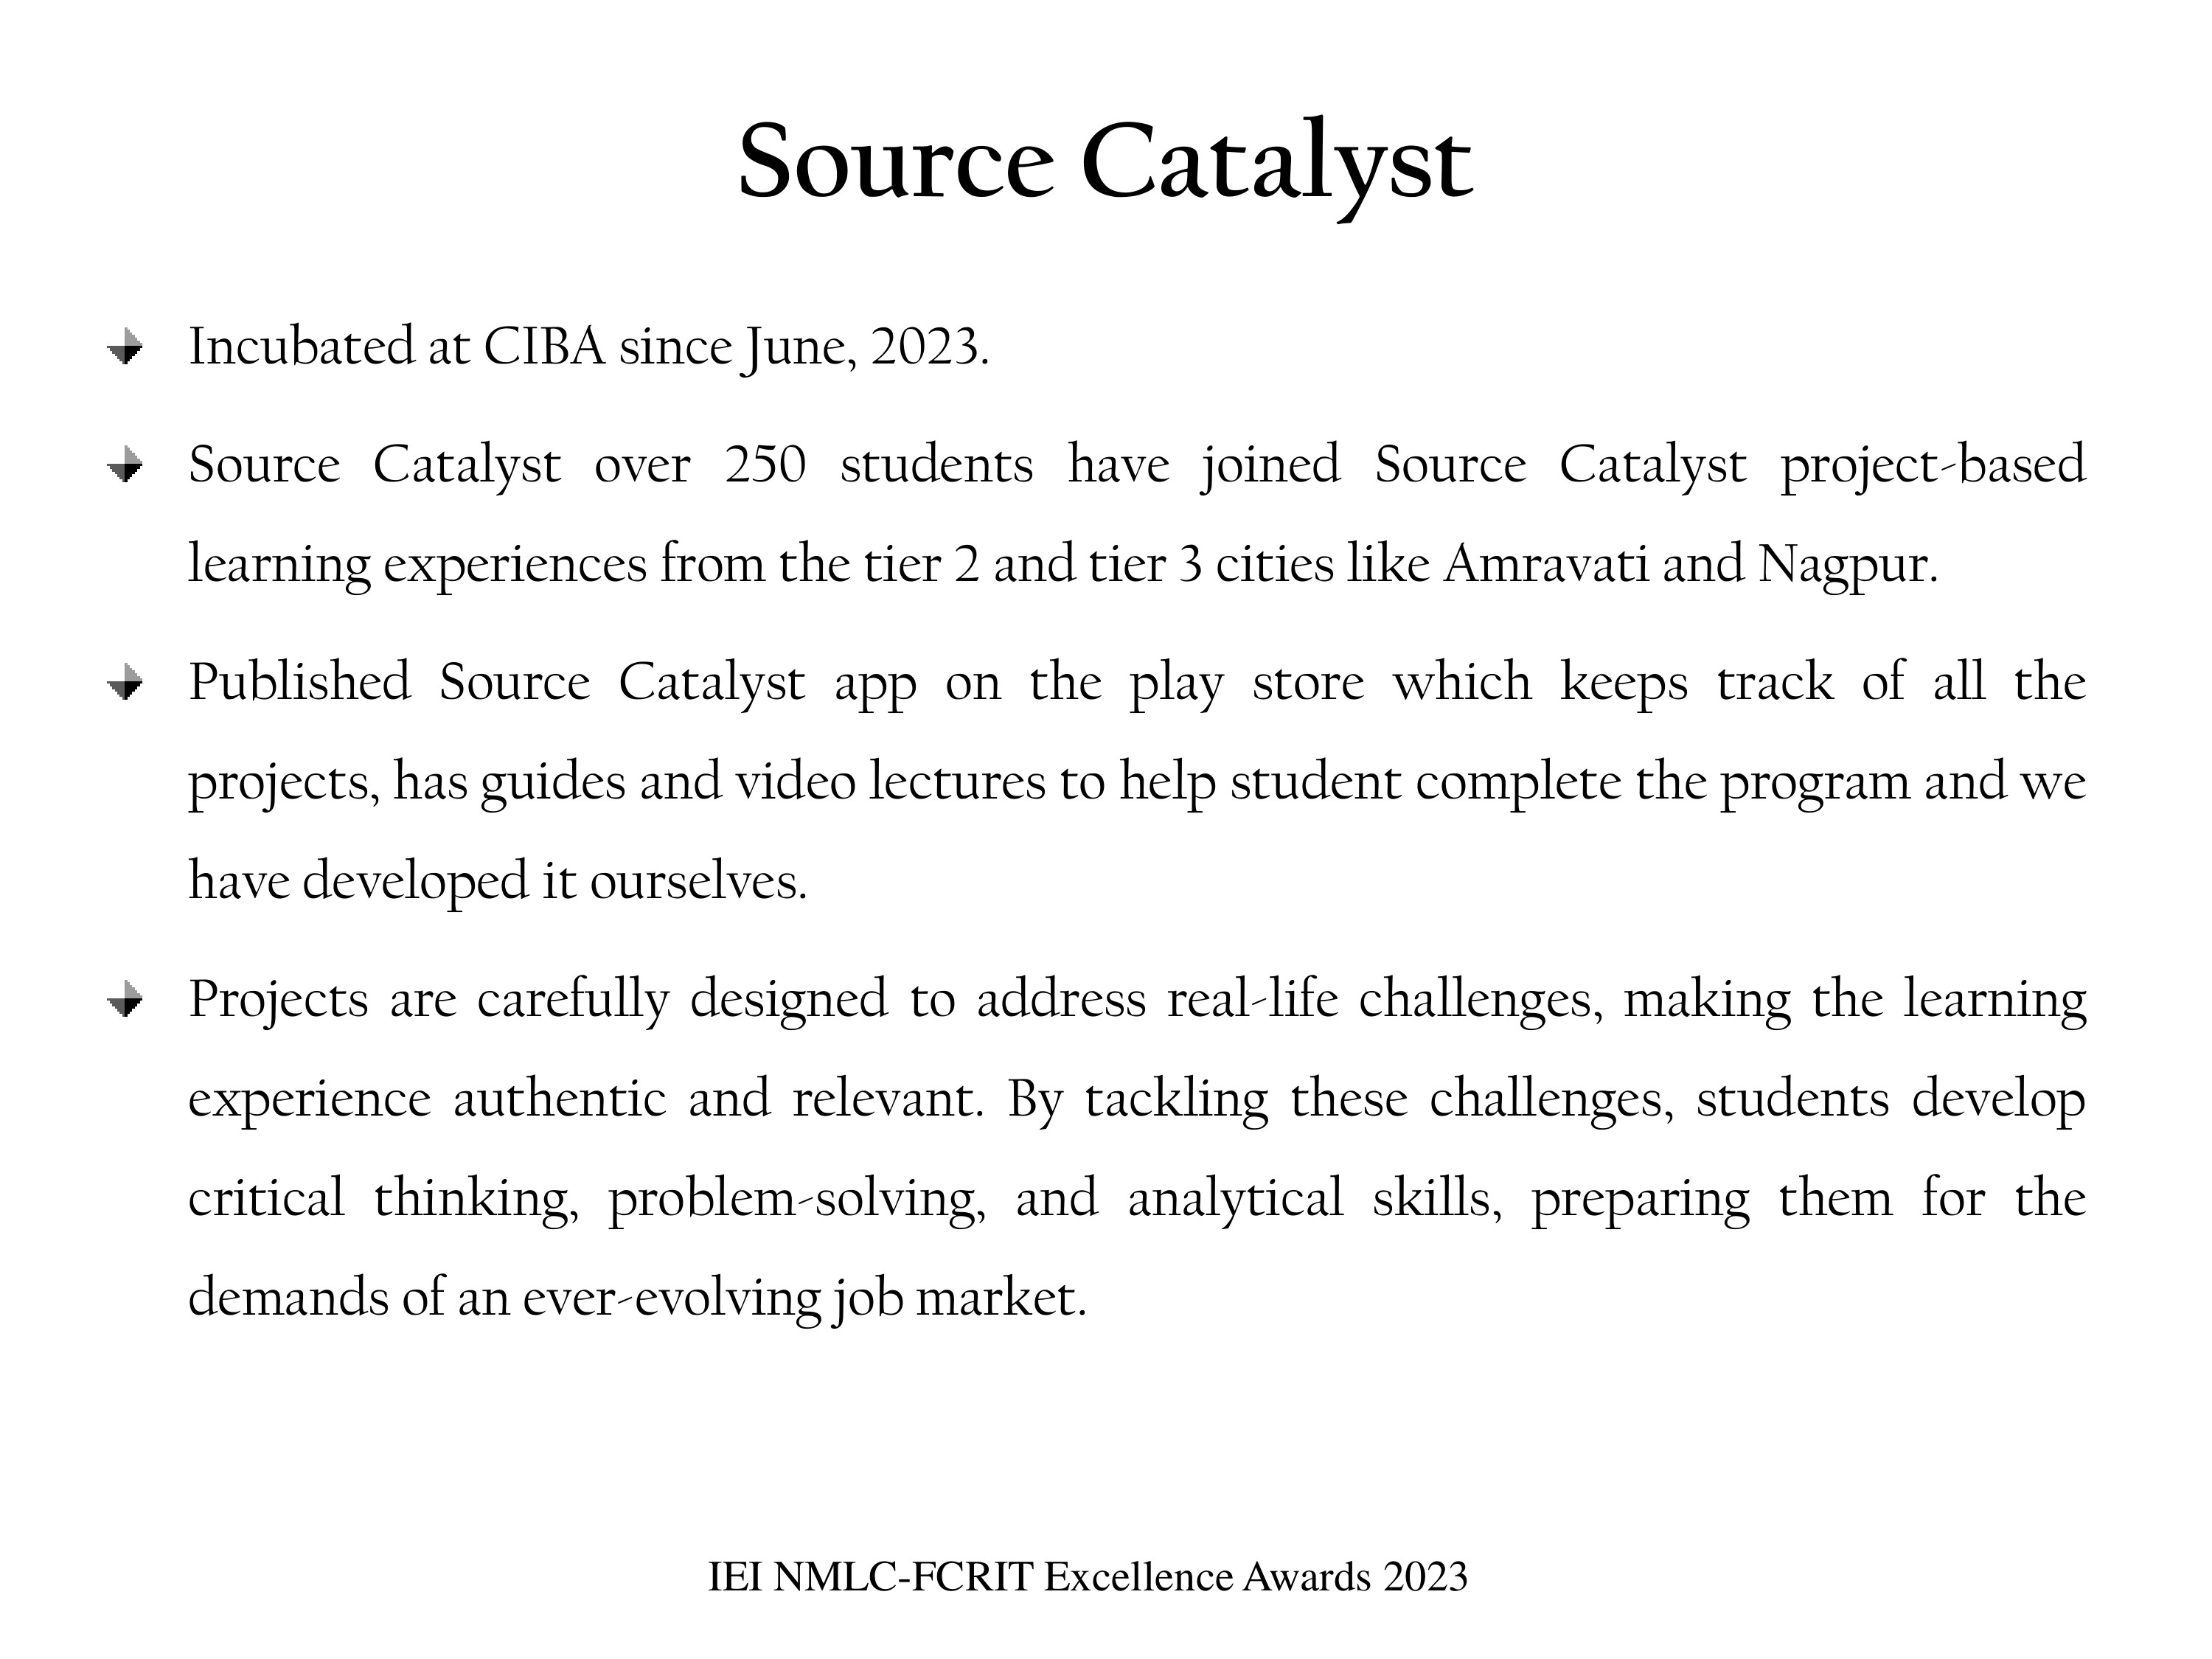 Source Catalyst
Incubated at CIBA since June, 2023.
Source Catalyst over 250 students have joined Source Catalyst project-based
learning experiences from the tier 2 and tier 3 cities like Amravati and Nagpur.
Published Source Catalyst app on the play store which keeps track of all the
projects, has guides and video lectures to help student complete the program and we
have developed it ourselves.
Projects are carefully designed to address real-life challenges, making the learning
experience authentic and relevant. By tackling these challenges, students develop
critical thinking, problem-solving, and analytical skills, preparing them for the
demands of an ever-evolving job market.
IEI NMLC-FCRIT Excellence Awards 2023